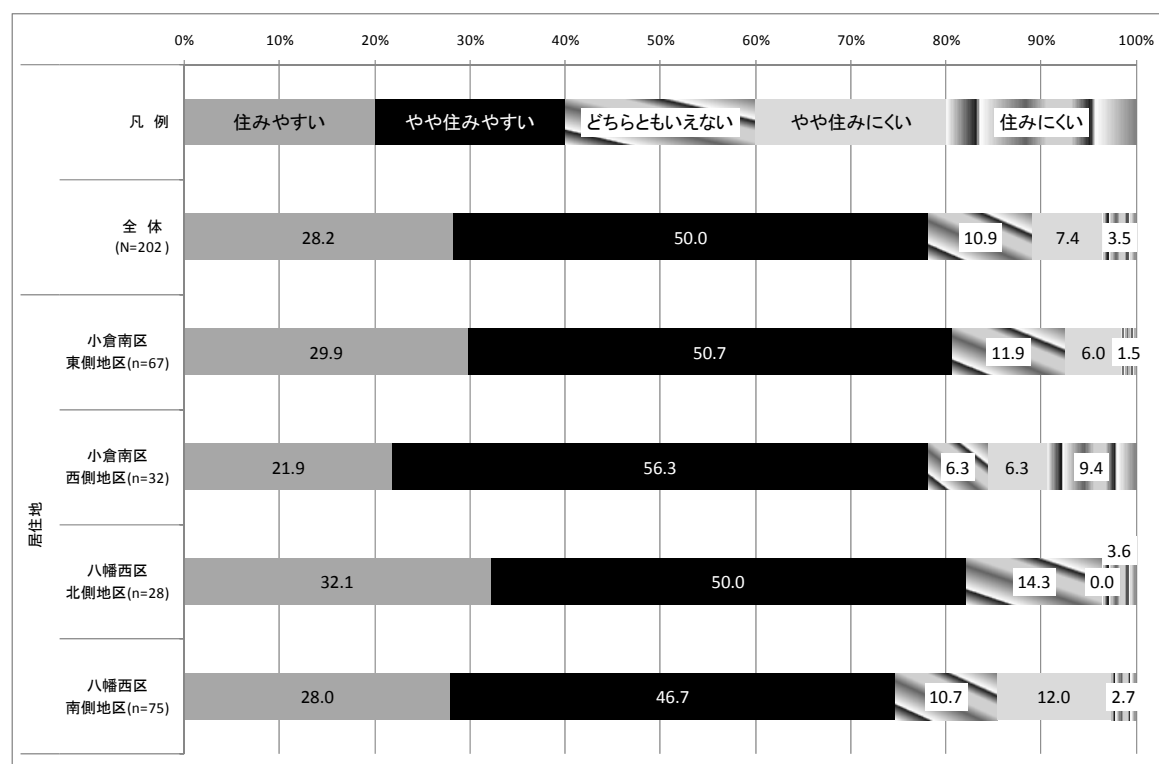 0% 10% 20% 30% 40% 50% 60% 70% 80% 90% 100%
凡 例
住みやすい やや住みやすい どちらともいえない やや住みにくい 住みにくい
全 体
(N=202)
28.2 50.0 10.9 7.4 3.5
居住地
小倉南区
東側地区(n=67)
29.9 50.7 11.9 6.0 1.5
小倉南区
西側地区(n=32)
21.9 56.3 6.3 6.3 9.4
八幡西区
北側地区(n=28)
32.1 50.0 14.3 0.0 3.6
八幡西区
南側地区(n=75)
28.0 46.7 10.7 12.0 2.7